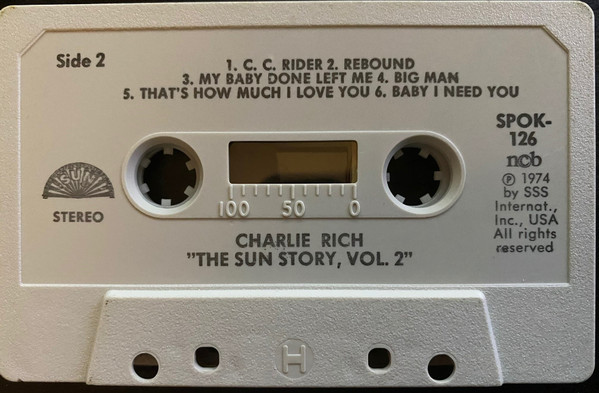 Side 2
1. C. C. RIDER 2. REBOUND
3. MY BABY DONE LEFT ME 4. BIG MAN
5. THAT'S HOW MUCH I LOVE YOU 6. BABY I NEED YOU
SUN
STEREO
100 50 0
SPOK-
126
ncb
Ⓟ 1974
by SSS
Internat.,
Inc., USA
All rights
reserved
CHARLIE RICH
"THE SUN STORY, VOL. 2"
H